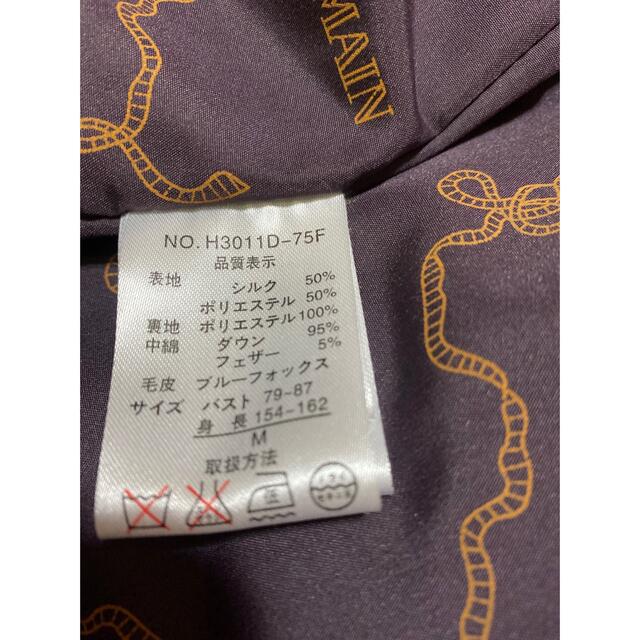 MAIN
NO. H3011D-75F
品質表示
表地 シルク 50%
ポリエステル 50%
裏地 ポリエステル 100%
中綿 ダウン 95%
フェザー 5%
毛皮 ブルーフォックス
サイズ バスト 79-87
身長 154-162
M
取扱方法
低